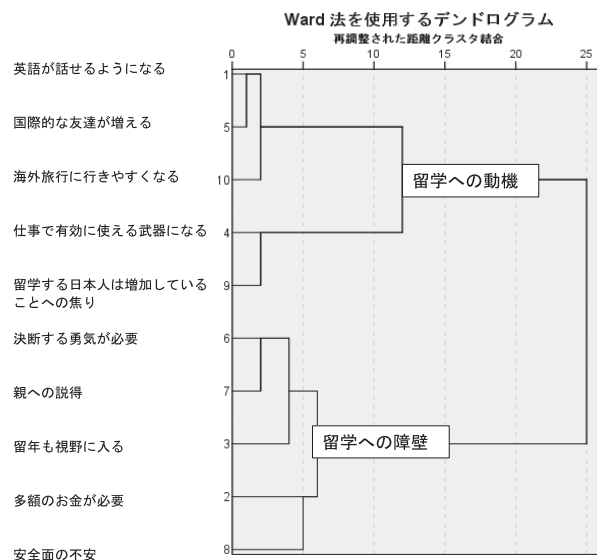 Ward 法を使用するデンドログラム
再調整された距離クラスタ結合
0 5 10 15 20 25
英語が話せるようになる 1
国際的な友達が増える 5
海外旅行に行きやすくなる 10
留学への動機
仕事で有効に使える武器になる 4
留学する日本人は増加している 9
ことへの焦り
決断する勇気が必要 6
親への説得 7
留年も視野に入る 3
留学への障壁
多額のお金が必要 2
安全面の不安 8